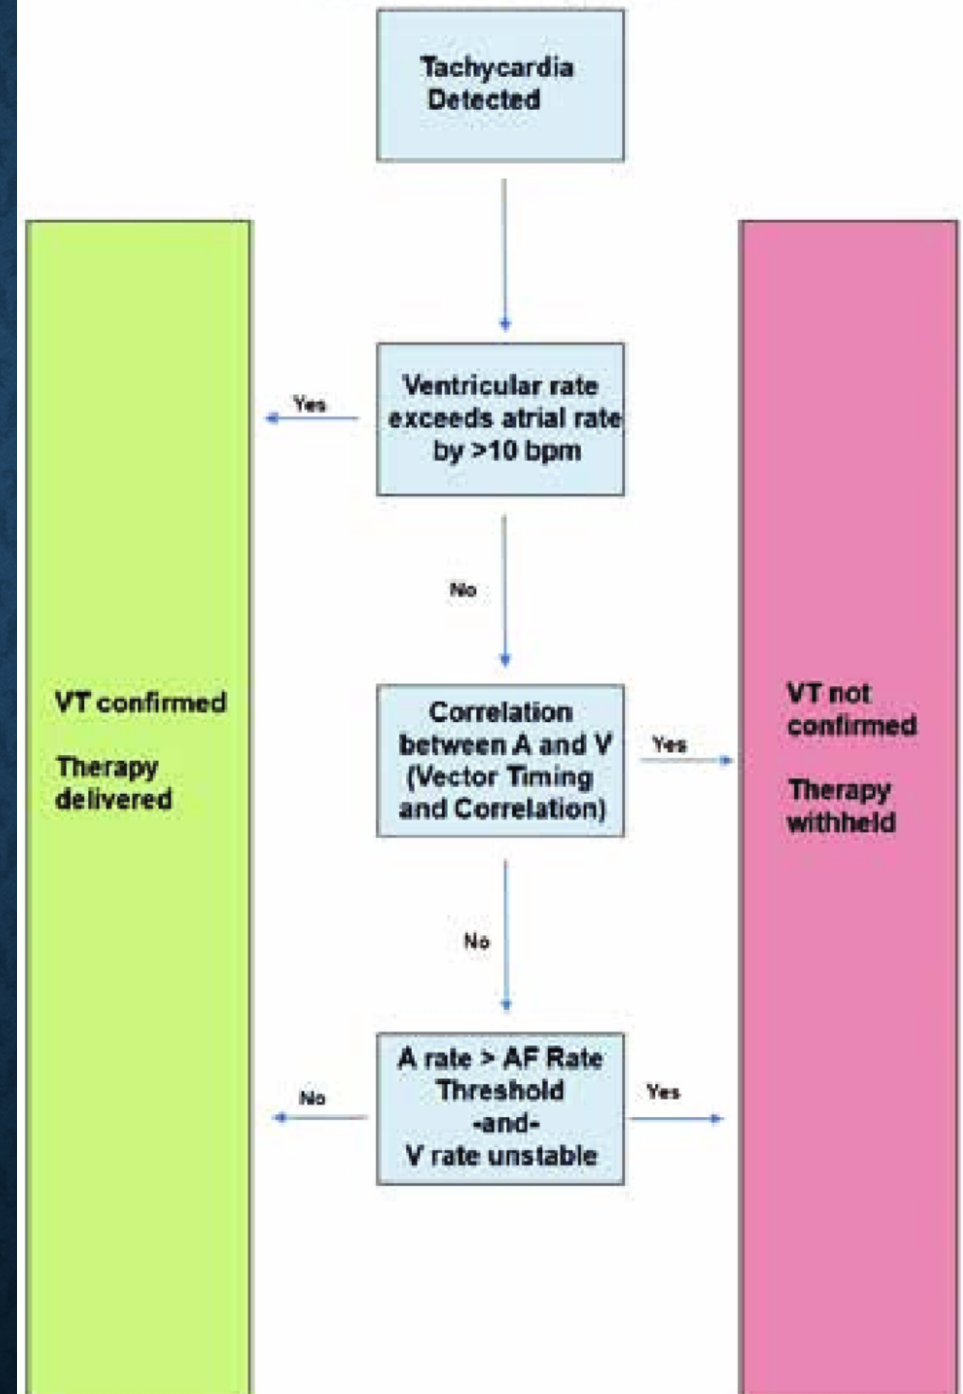 Tachycardia
Detected
Ventricular rate
exceeds atrial rate
by >10 bpm
Yes
No
Correlation
between A and V
(Vector Timing
and Correlation)
Yes
No
A rate > AF Rate
Threshold
-and-
V rate unstable
No
Yes
VT confirmed
Therapy
delivered
VT not
confirmed
Therapy
withheld